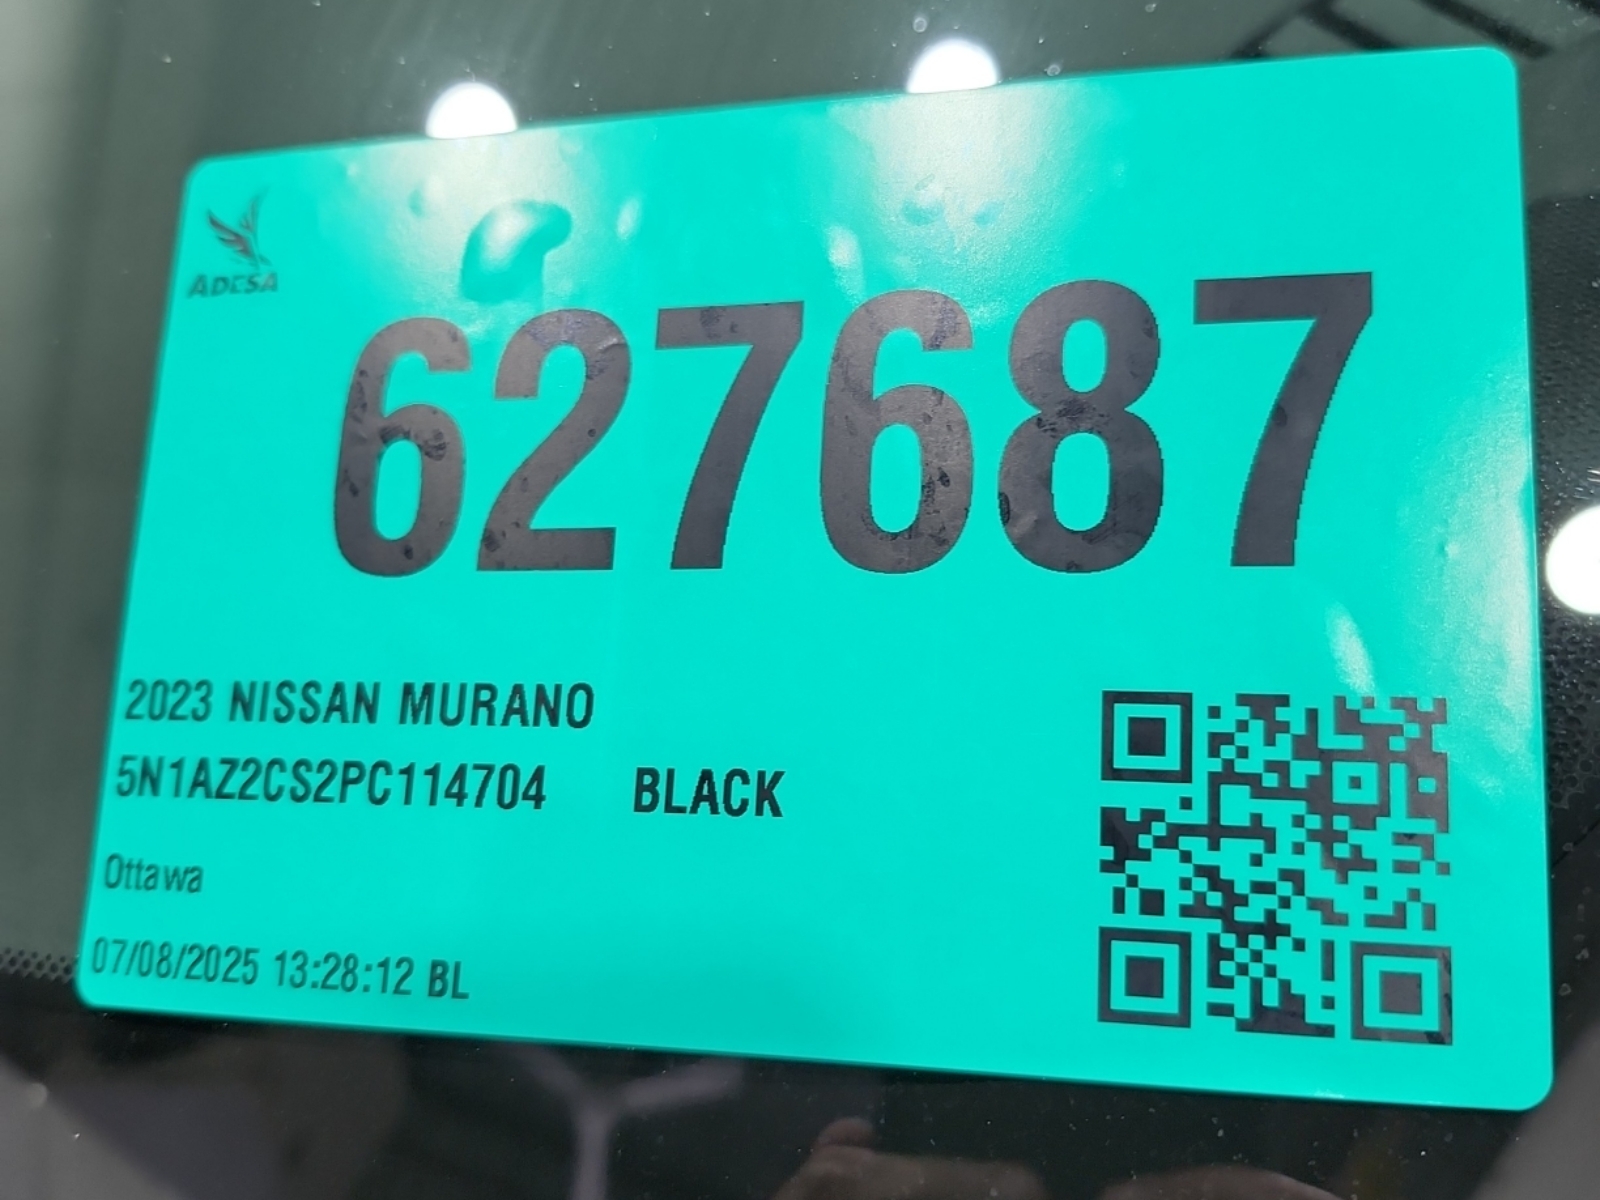 ADESA
627687
2023 NISSAN MURANO
5N1AZ2CS2PC114704 BLACK
Ottawa
07/08/2025 13:28:12 BL